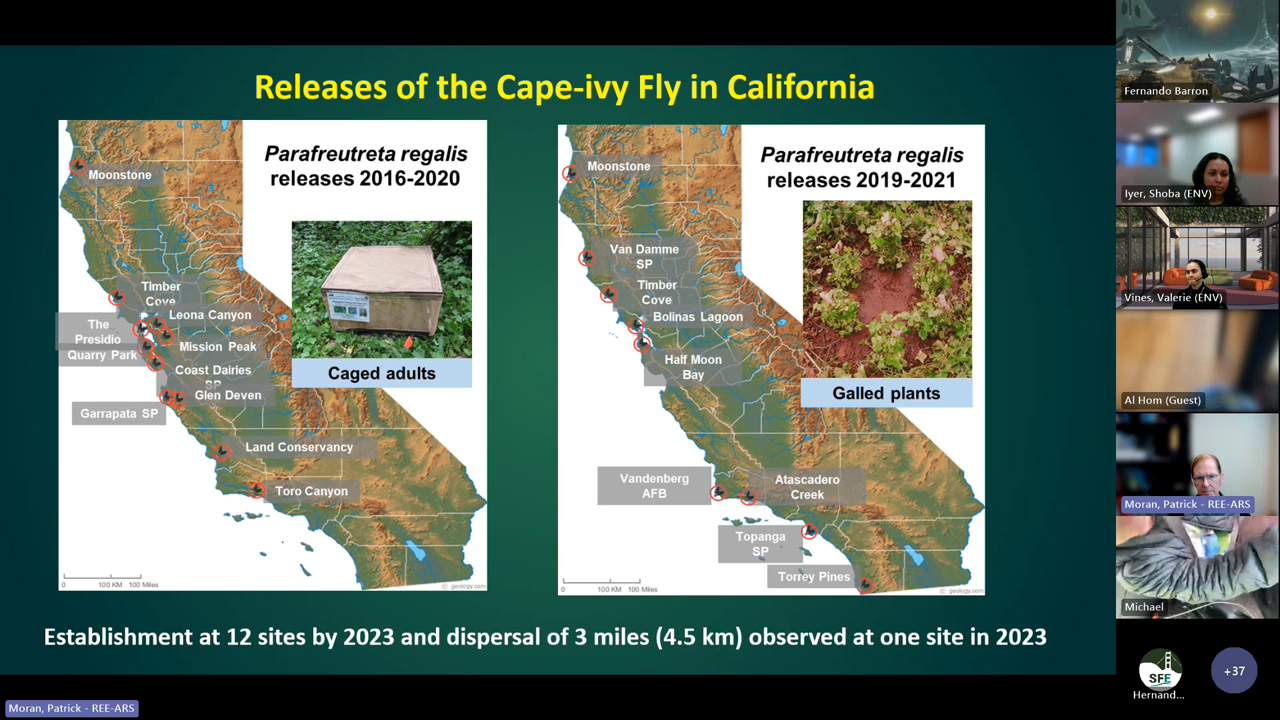 Releases of the Cape-ivy Fly in California
Parafreutreta regalis
releases 2016-2020
Moonstone
Timber
Cove
Leona Canyon
The
Presidio
Mission Peak
Quarry Park
Coast Dairies
SP
Glen Deven
Garrapata SP
Land Conservancy
Toro Canyon
Caged adults
100 KM 100 Miles
© geology.com
Parafreutreta regalis
releases 2019-2021
Moonstone
Van Damme
SP
Timber
Cove
Bolinas Lagoon
Half Moon
Bay
Vandenberg
AFB
Atascadero
Creek
Topanga
SP
Torrey Pines
Galled plants
0
100 KM 100 Miles
© geology.com
Establishment at 12 sites by 2023 and dispersal of 3 miles (4.5 km) observed at one site in 2023
Moran, Patrick - REE-ARS
Fernando Barron
Iyer, Shoba (ENV)
Vines, Valerie (ENV)
Al Hom (Guest)
Moran, Patrick - REE-ARS
Michael
SFE
Hernand...
+37